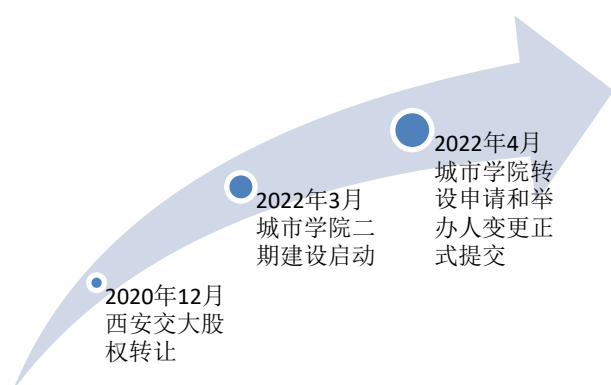 2020年12月
西安交大股
权转让
2022年3月
城市学院二
期建设启动
2022年4月
城市学院转
设申请和举
办人变更正
式提交